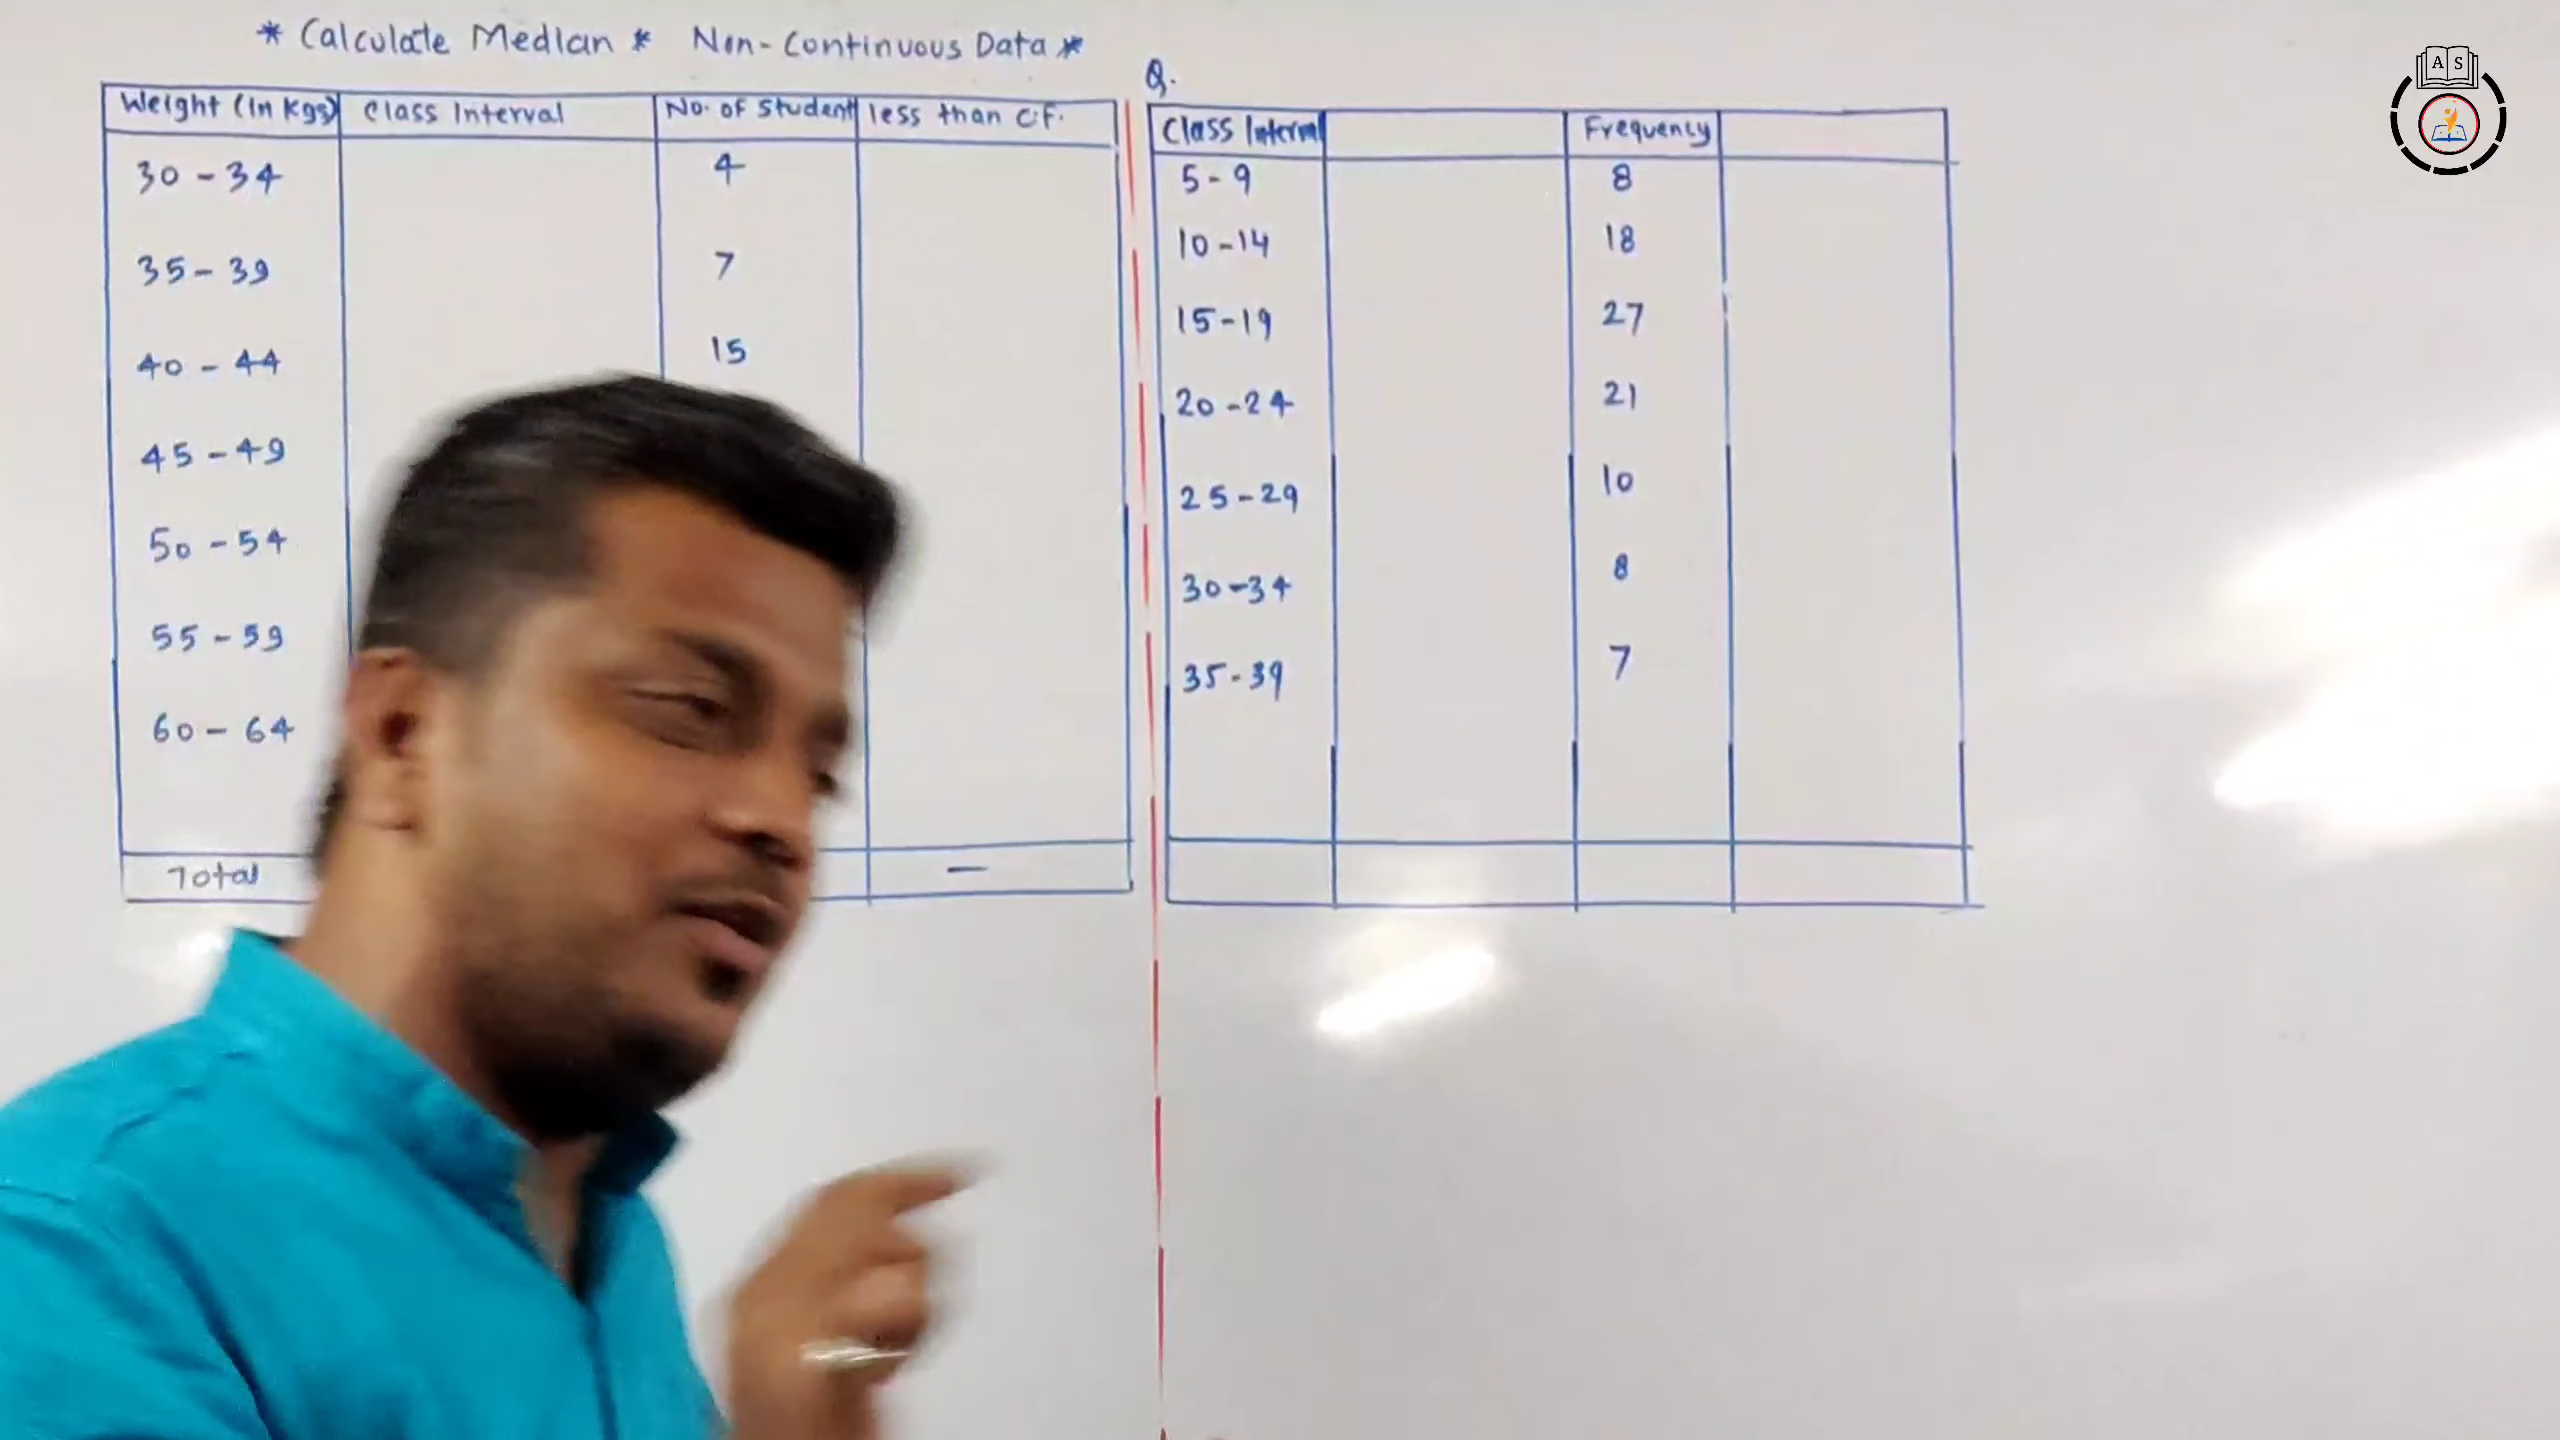 * Calculate Median * Non-Continuous Data *
Weight (In Kgs) Class Interval No. of Student less than C.F.
30 - 34 4
35 - 39 7
40 - 44 15
45 - 49
50 - 54
55 - 59
60 - 64
Total —
Q.
Class Interval Frequency
5 - 9 8
10 - 14 18
15 - 19 27
20 - 24 21
25 - 29 10
30 - 34 8
35 - 39 7
A S